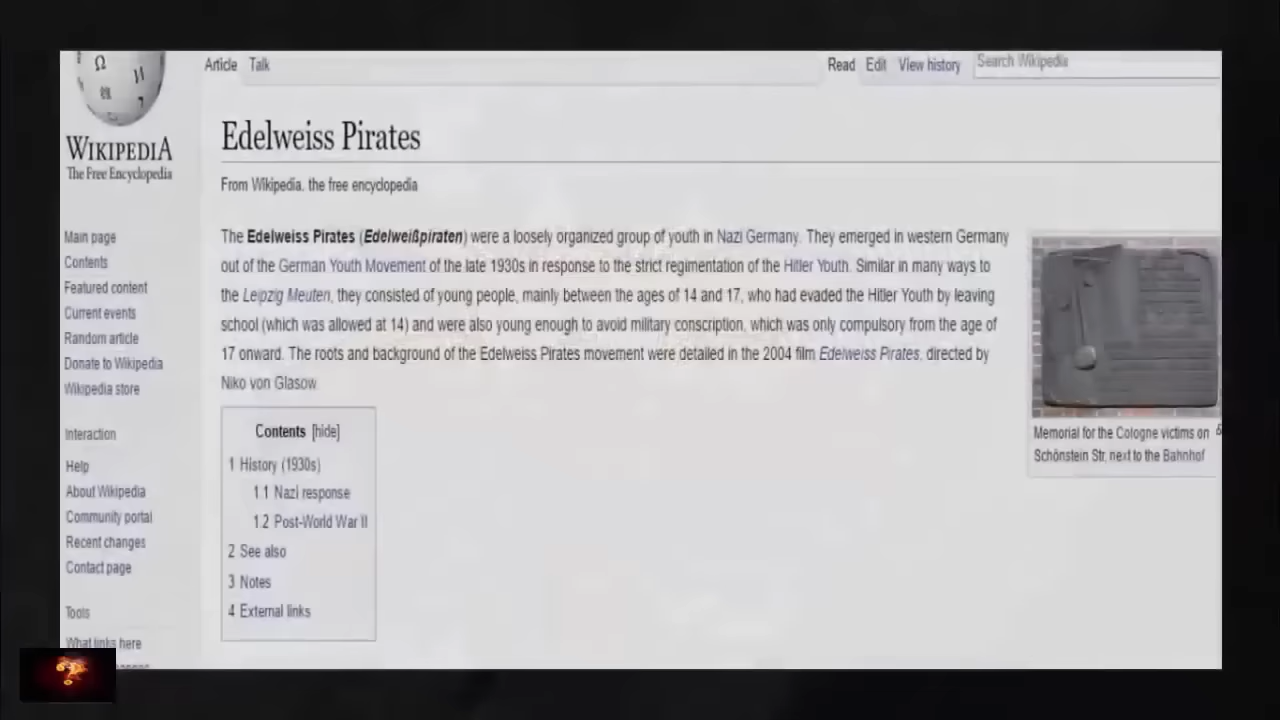 Article Talk Read Edit View history Search Wikipedia
WIKIPEDIA
The Free Encyclopedia
Main page
Contents
Featured content
Current events
Random article
Donate to Wikipedia
Wikipedia store
Interaction
Help
About Wikipedia
Community portal
Recent changes
Contact page
Tools
What links here
Edelweiss Pirates
From Wikipedia, the free encyclopedia
The Edelweiss Pirates (Edelweißpiraten) were a loosely organized group of youth in Nazi Germany. They emerged in western Germany
out of the German Youth Movement of the late 1930s in response to the strict regimentation of the Hitler Youth. Similar in many ways to
the Leipzig Meuten, they consisted of young people, mainly between the ages of 14 and 17, who had evaded the Hitler Youth by leaving
school (which was allowed at 14) and were also young enough to avoid military conscription, which was only compulsory from the age of
17 onward. The roots and background of the Edelweiss Pirates movement were detailed in the 2004 film Edelweiss Pirates, directed by
Niko von Glasow
Contents [hide]
1 History (1930s)
1.1 Nazi response
1.2 Post-World War II
2 See also
3 Notes
4 External links
Memorial for the Cologne victims on
Schönstein Str, next to the Bahnhof